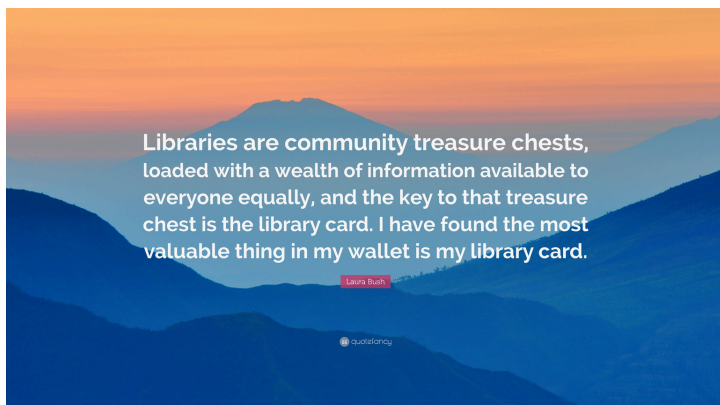 Libraries are community treasure chests,
loaded with a wealth of information available to
everyone equally, and the key to that treasure
chest is the library card. I have found the most
valuable thing in my wallet is my library card.
Laura Bush
quotefancy